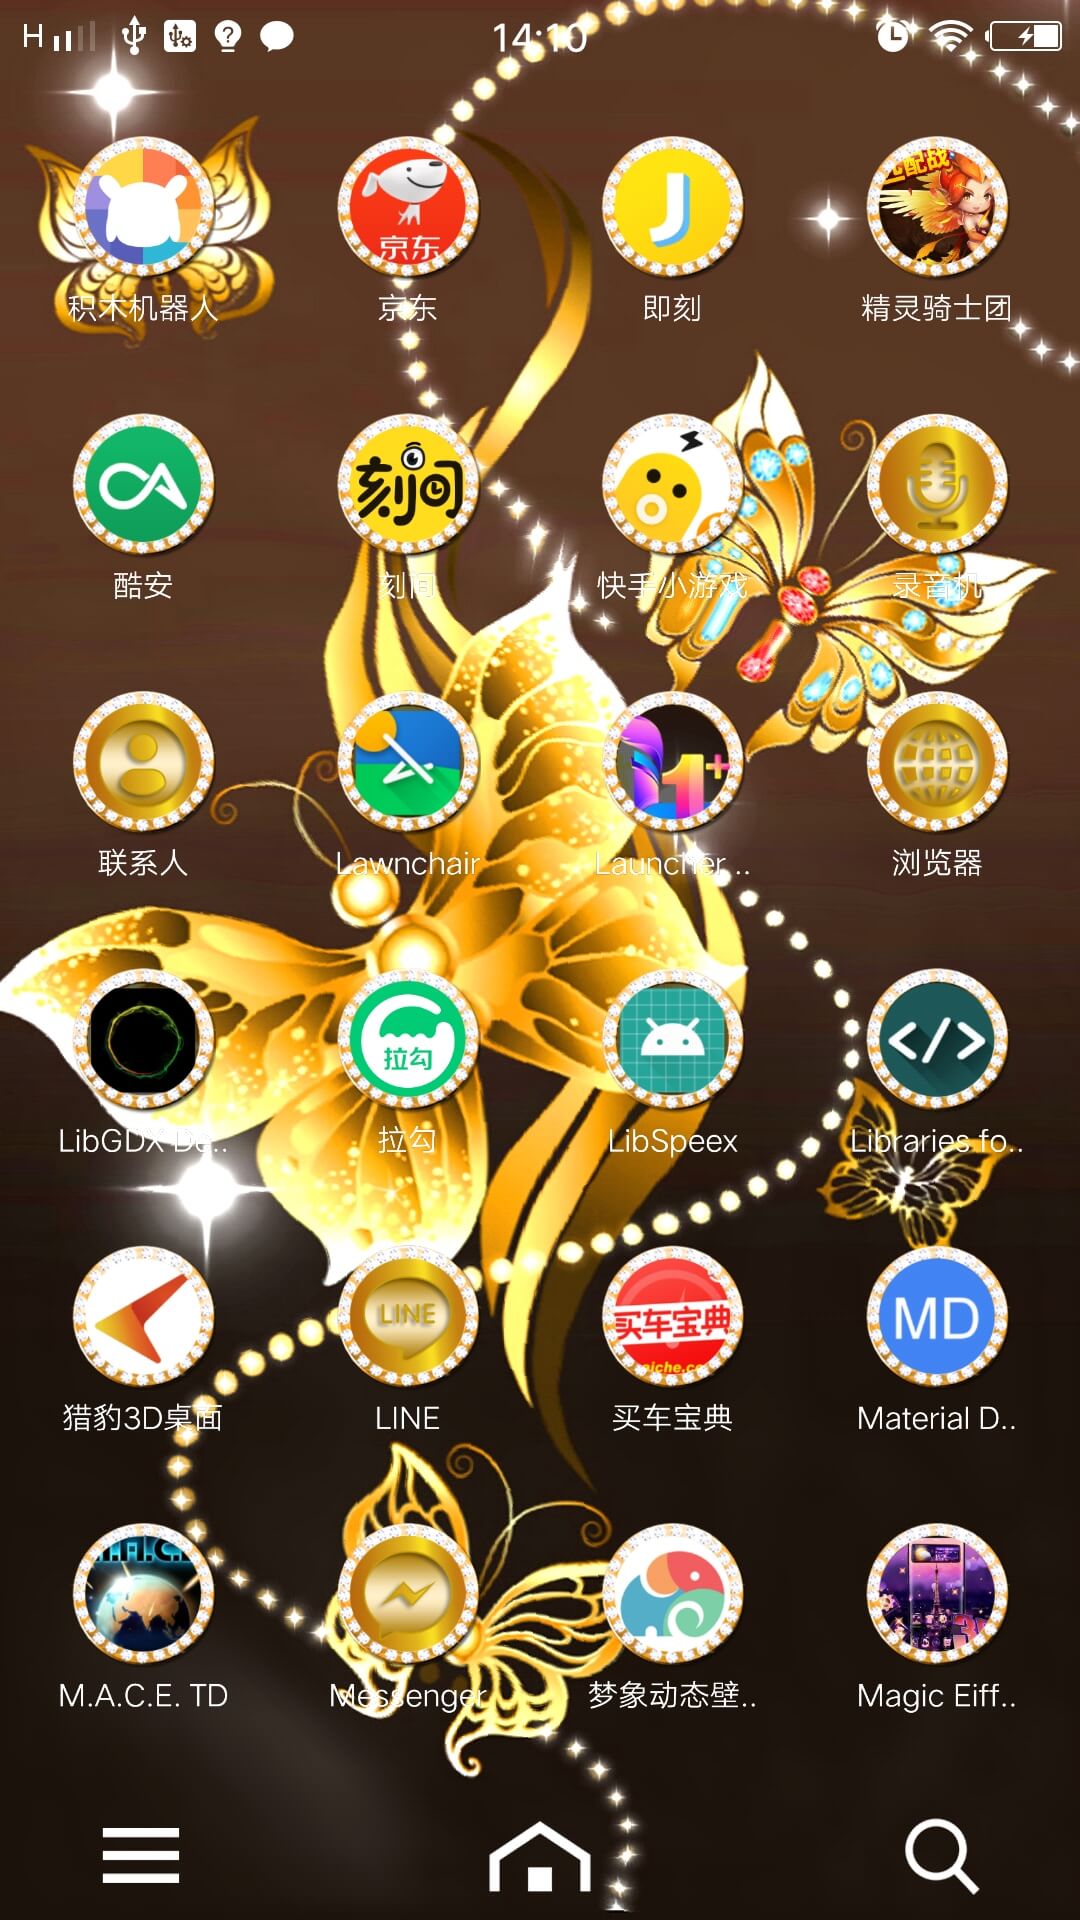 H
14:10
配战
京东
积木机器人
京东
即刻
精灵骑士团
刻间
酷安
刻间
快手小游戏
录音机
1+
联系人
Lawnchair
Launcher ..
浏览器
拉勾
</>
LibGDX De..
拉勾
LibSpeex
Libraries fo..
LINE
买车宝典
MD
猎豹3D桌面
LINE
买车宝典
Material D..
M.A.C.E. TD
Messenger
梦象动态壁..
Magic Eiff..